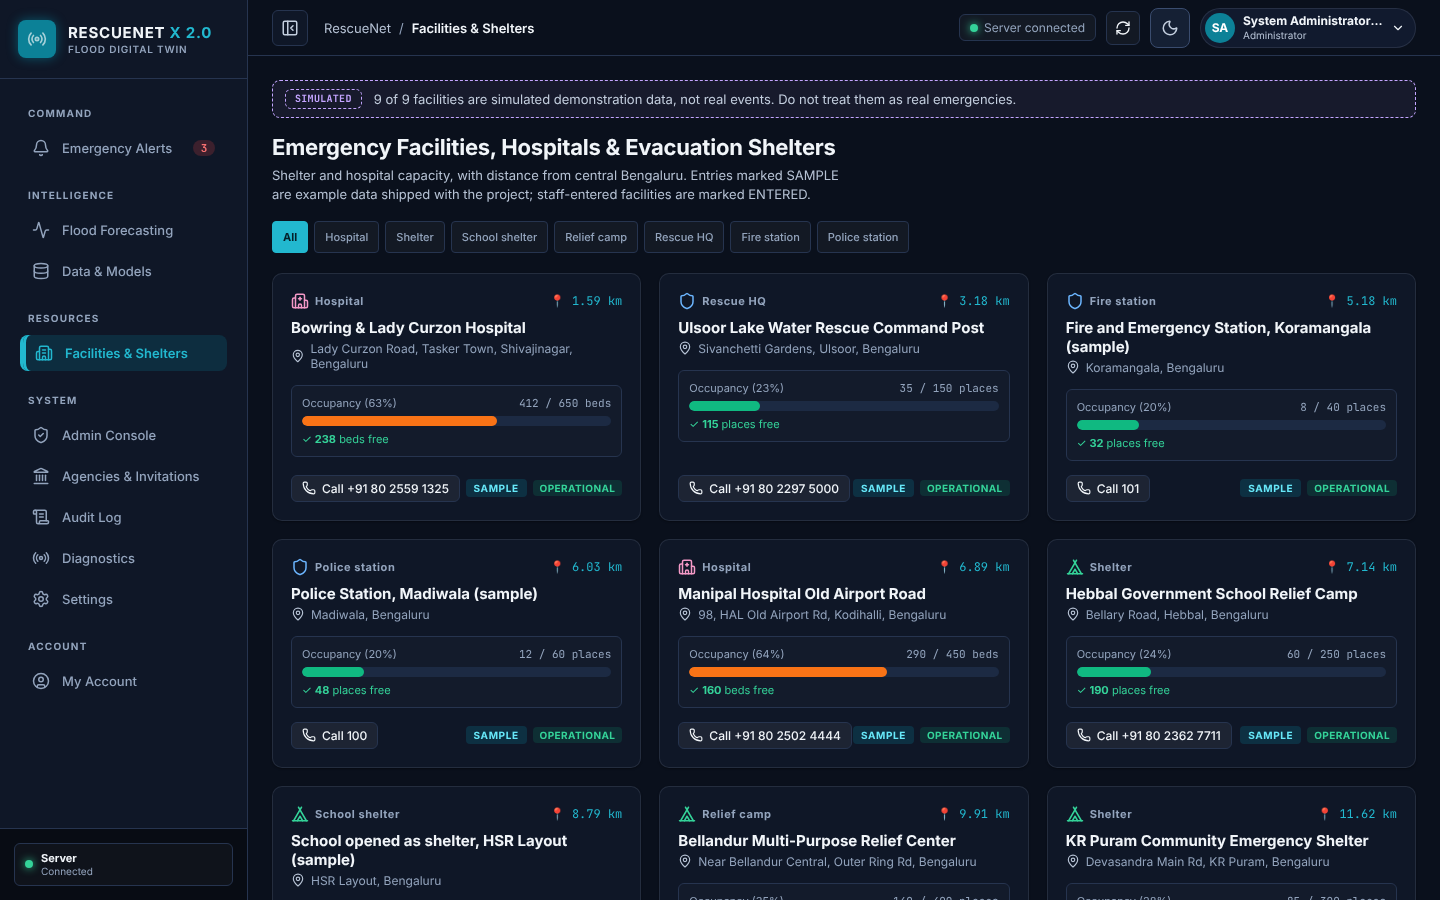 RESCUENET X 2.0
FLOOD DIGITAL TWIN
COMMAND
Emergency Alerts 3
INTELLIGENCE
Flood Forecasting
Data & Models
RESOURCES
Facilities & Shelters
SYSTEM
Admin Console
Agencies & Invitations
Audit Log
Diagnostics
Settings
ACCOUNT
My Account
Server
Connected
RescueNet / Facilities & Shelters
Server connected
SA
System Administrator...
Administrator
SIMULATED 9 of 9 facilities are simulated demonstration data, not real events. Do not treat them as real emergencies.
Emergency Facilities, Hospitals & Evacuation Shelters
Shelter and hospital capacity, with distance from central Bengaluru. Entries marked SAMPLE
are example data shipped with the project; staff-entered facilities are marked ENTERED.
All Hospital Shelter School shelter Relief camp Rescue HQ Fire station Police station
Hospital 📍 1.59 km
Bowring & Lady Curzon Hospital
Lady Curzon Road, Tasker Town, Shivajinagar,
Bengaluru
Occupancy (63%) 412 / 650 beds
✓ 238 beds free
Call +91 80 2559 1325 SAMPLE OPERATIONAL
Rescue HQ 📍 3.18 km
Ulsoor Lake Water Rescue Command Post
Sivanchetti Gardens, Ulsoor, Bengaluru
Occupancy (23%) 35 / 150 places
✓ 115 places free
Call +91 80 2297 5000 SAMPLE OPERATIONAL
Fire station 📍 5.18 km
Fire and Emergency Station, Koramangala
(sample)
Koramangala, Bengaluru
Occupancy (20%) 8 / 40 places
✓ 32 places free
Call 101 SAMPLE OPERATIONAL
Police station 📍 6.03 km
Police Station, Madiwala (sample)
Madiwala, Bengaluru
Occupancy (20%) 12 / 60 places
✓ 48 places free
Call 100 SAMPLE OPERATIONAL
Hospital 📍 6.89 km
Manipal Hospital Old Airport Road
98, HAL Old Airport Rd, Kodihalli, Bengaluru
Occupancy (64%) 290 / 450 beds
✓ 160 beds free
Call +91 80 2502 4444 SAMPLE OPERATIONAL
Shelter 📍 7.14 km
Hebbal Government School Relief Camp
Bellary Road, Hebbal, Bengaluru
Occupancy (24%) 60 / 250 places
✓ 190 places free
Call +91 80 2362 7711 SAMPLE OPERATIONAL
School shelter 📍 8.79 km
School opened as shelter, HSR Layout
(sample)
HSR Layout, Bengaluru
Relief camp 📍 9.91 km
Bellandur Multi-Purpose Relief Center
Near Bellandur Central, Outer Ring Rd, Bengaluru
Shelter 📍 11.62 km
KR Puram Community Emergency Shelter
Devasandra Main Rd, KR Puram, Bengaluru